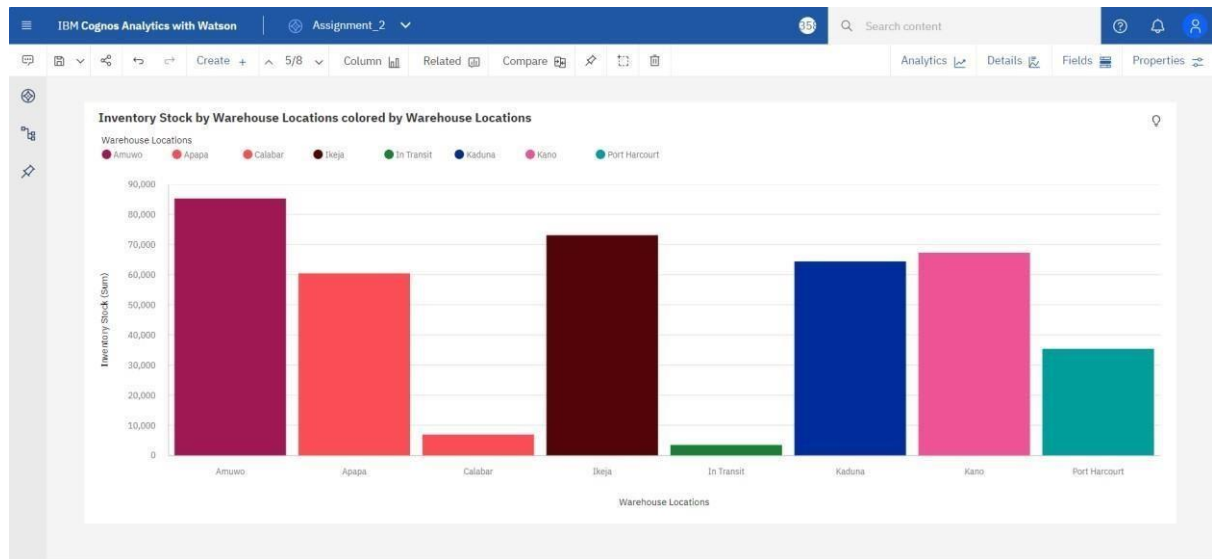 IBM Cognos Analytics with Watson
Assignment_2
Search content
Create + 5/8 Column Related Compare
Analytics Details Fields Properties
Inventory Stock by Warehouse Locations colored by Warehouse Locations
Warehouse Locations
Amuwo Apapa Calabar Ikeja In Transit Kaduna Kano Port Harcourt
90,000
80,000
70,000
60,000
50,000
40,000
30,000
20,000
10,000
0
Inventory Stock (Sum)
Amuwo Apapa Calabar Ikeja In Transit Kaduna Kano Port Harcourt
Warehouse Locations